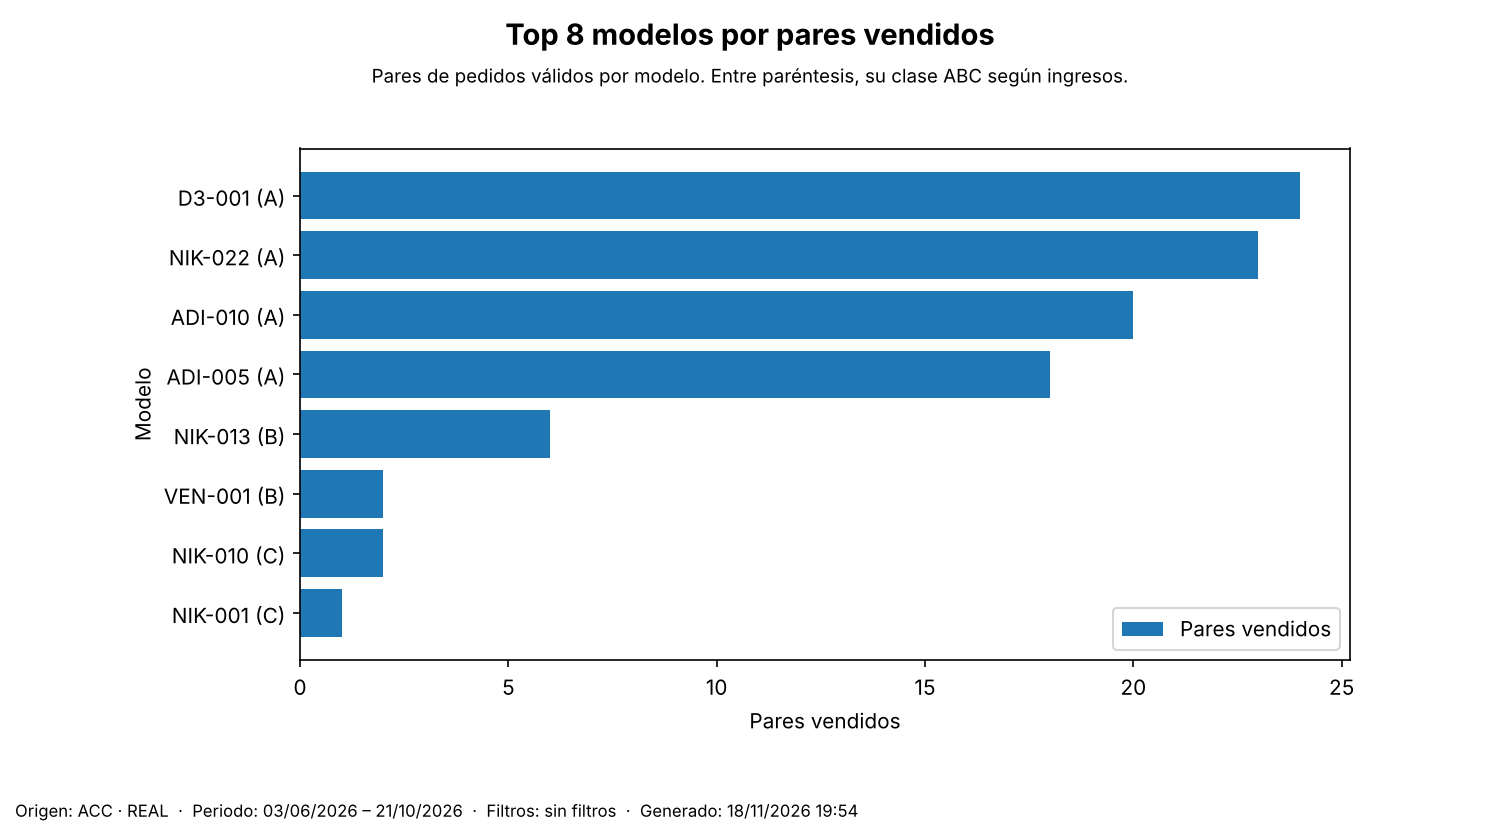 Top 8 modelos por pares vendidos
Pares de pedidos válidos por modelo. Entre paréntesis, su clase ABC según ingresos.
Modelo
D3-001 (A)
NIK-022 (A)
ADI-010 (A)
ADI-005 (A)
NIK-013 (B)
VEN-001 (B)
NIK-010 (C)
NIK-001 (C)
Pares vendidos
0 5 10 15 20 25
Pares vendidos
Origen: ACC · REAL · Periodo: 03/06/2026 – 21/10/2026 · Filtros: sin filtros · Generado: 18/11/2026 19:54